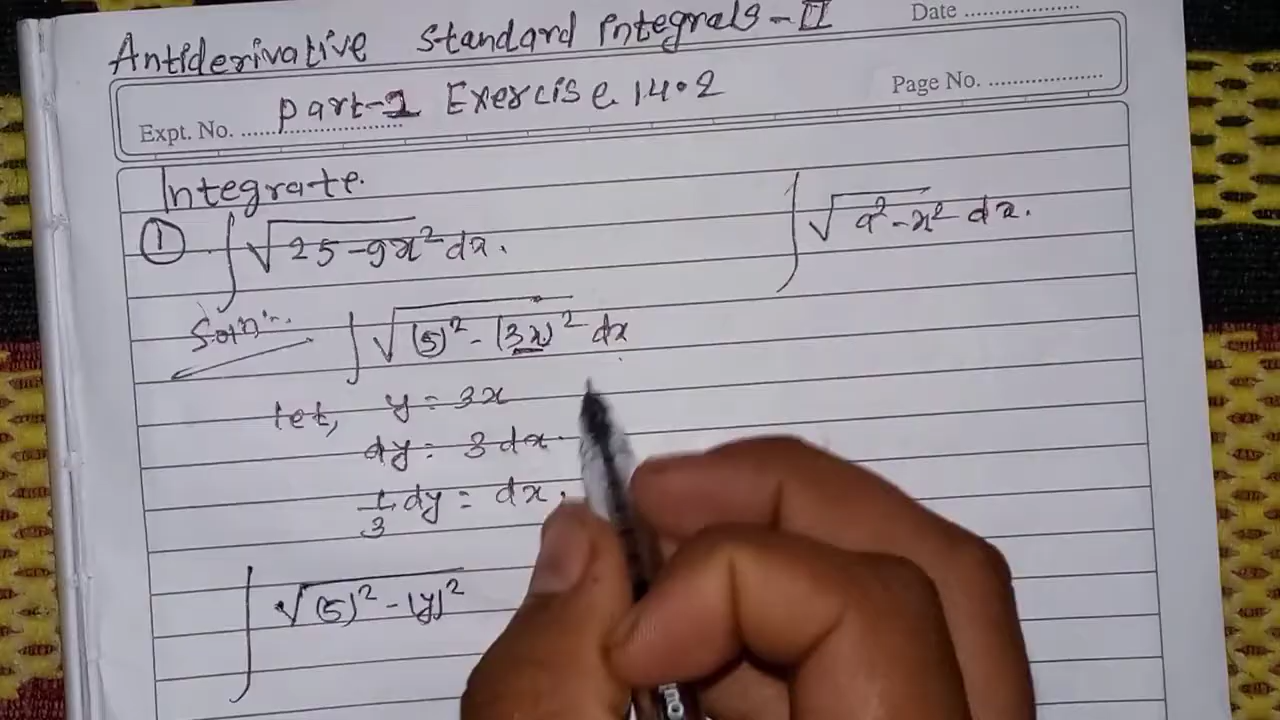 Antiderivative Standard Integrals - II
Date ...................
Part-1 Exercise 14.2
Page No. ...................
Expt. No. ...................
Integrate.
① ∫√25-9x² dx.
∫√a²-x² dx.
Solnⁿ:
∫√(5)² - (3x)² dx
let, y = 3x
dy = 3 dx.
1/3 dy = dx.
∫√(5)² - (y)²